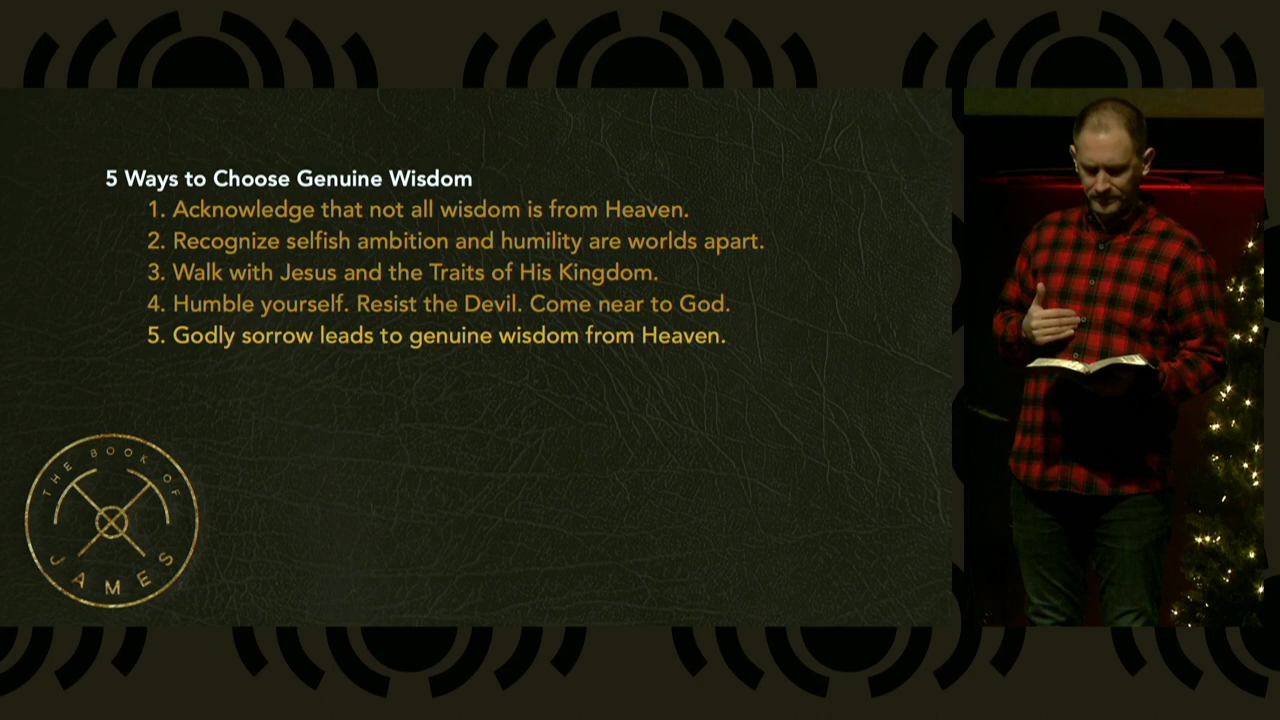 5 Ways to Choose Genuine Wisdom
1. Acknowledge that not all wisdom is from Heaven.
2. Recognize selfish ambition and humility are worlds apart.
3. Walk with Jesus and the Traits of His Kingdom.
4. Humble yourself. Resist the Devil. Come near to God.
5. Godly sorrow leads to genuine wisdom from Heaven.
THE BOOK OF
JAMES